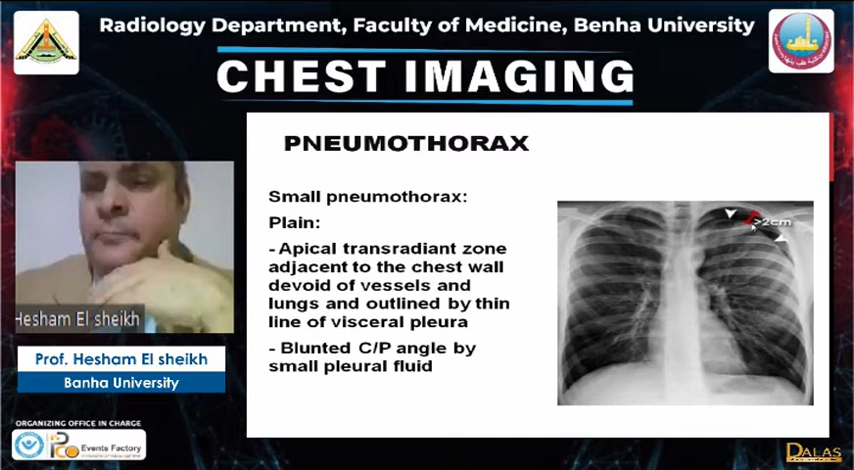 Radiology Department, Faculty of Medicine, Benha University
CHEST IMAGING
PNEUMOTHORAX
Small pneumothorax:
Plain:
- Apical transradiant zone
adjacent to the chest wall
devoid of vessels and
lungs and outlined by thin
line of visceral pleura
- Blunted C/P angle by
small pleural fluid
>2cm
Hesham El sheikh
Prof. Hesham El sheikh
Banha University
ORGANIZING OFFICE IN CHARGE
Events Factory
DALAS